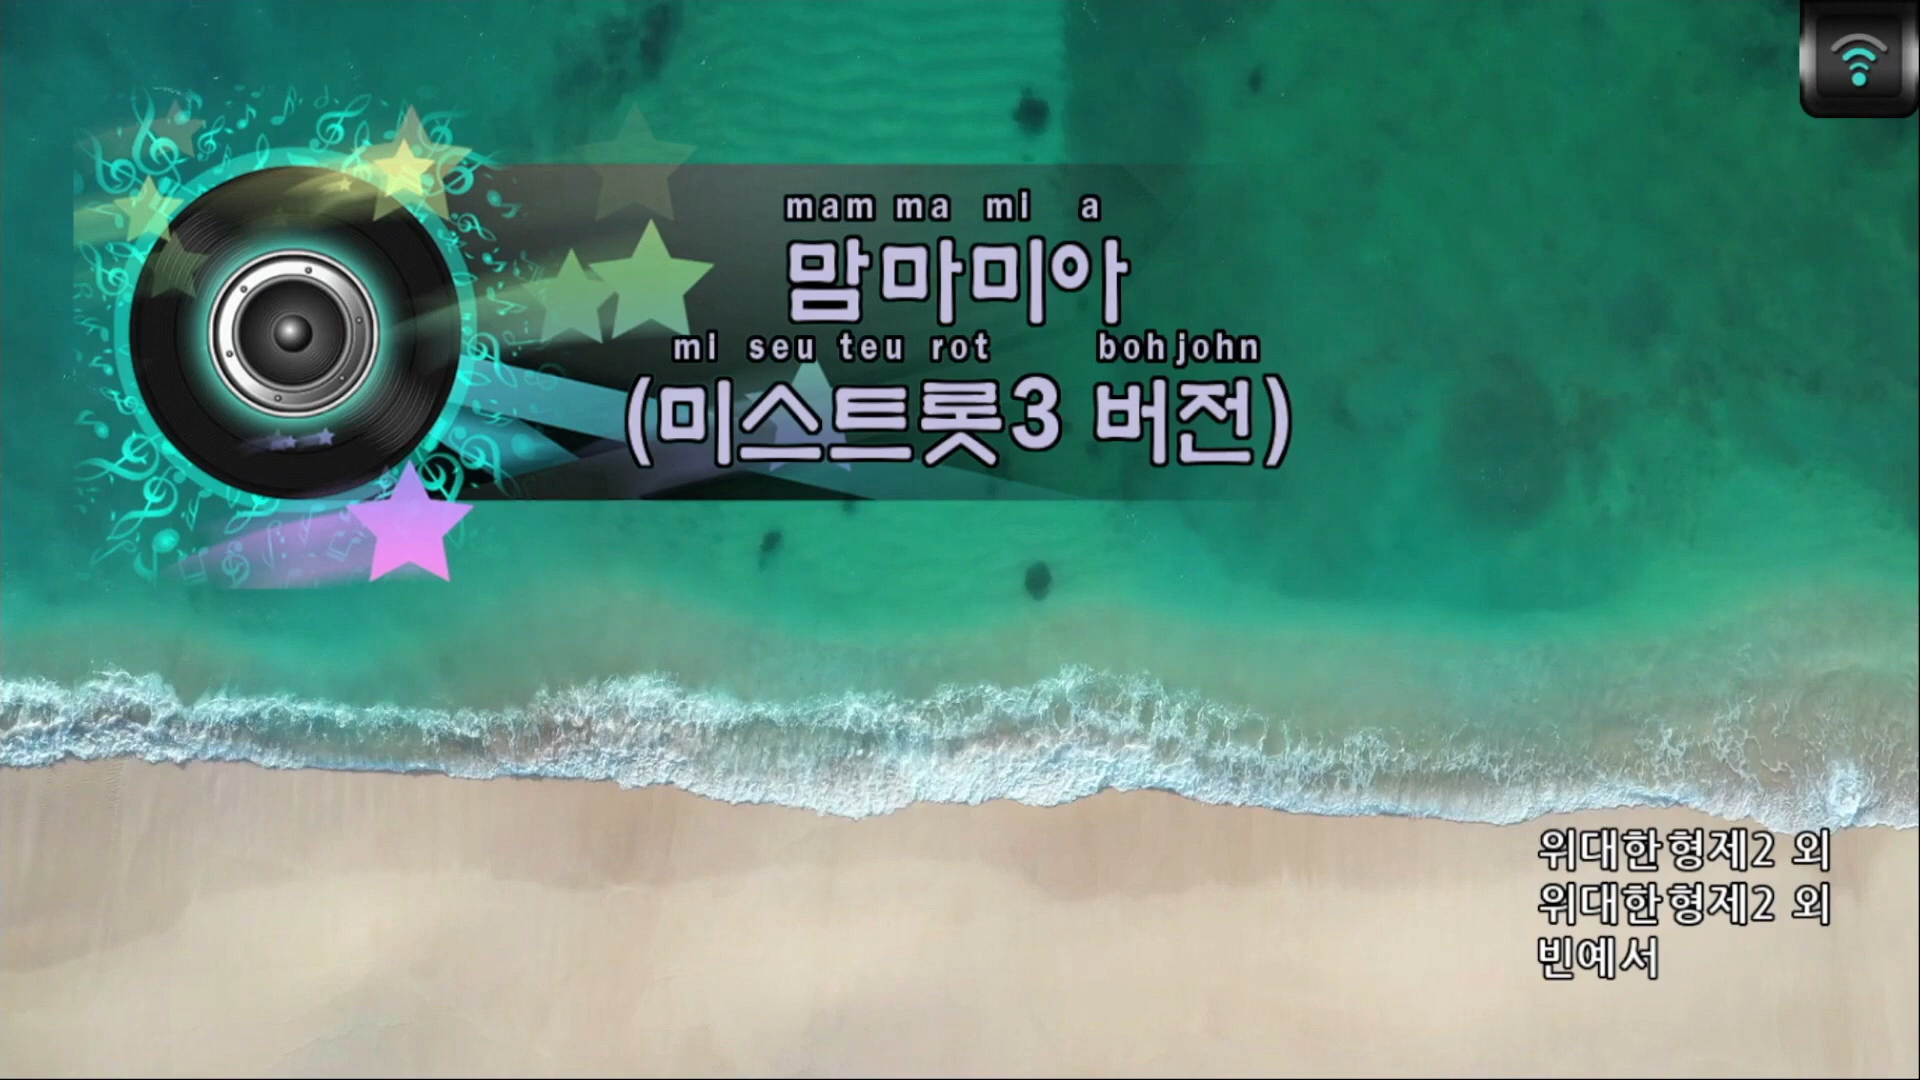 mam ma mi a
맘마미아
mi seu teu rot boh john
(미스트롯3 버전)
위대한형제2 외
위대한형제2 외
빈예서